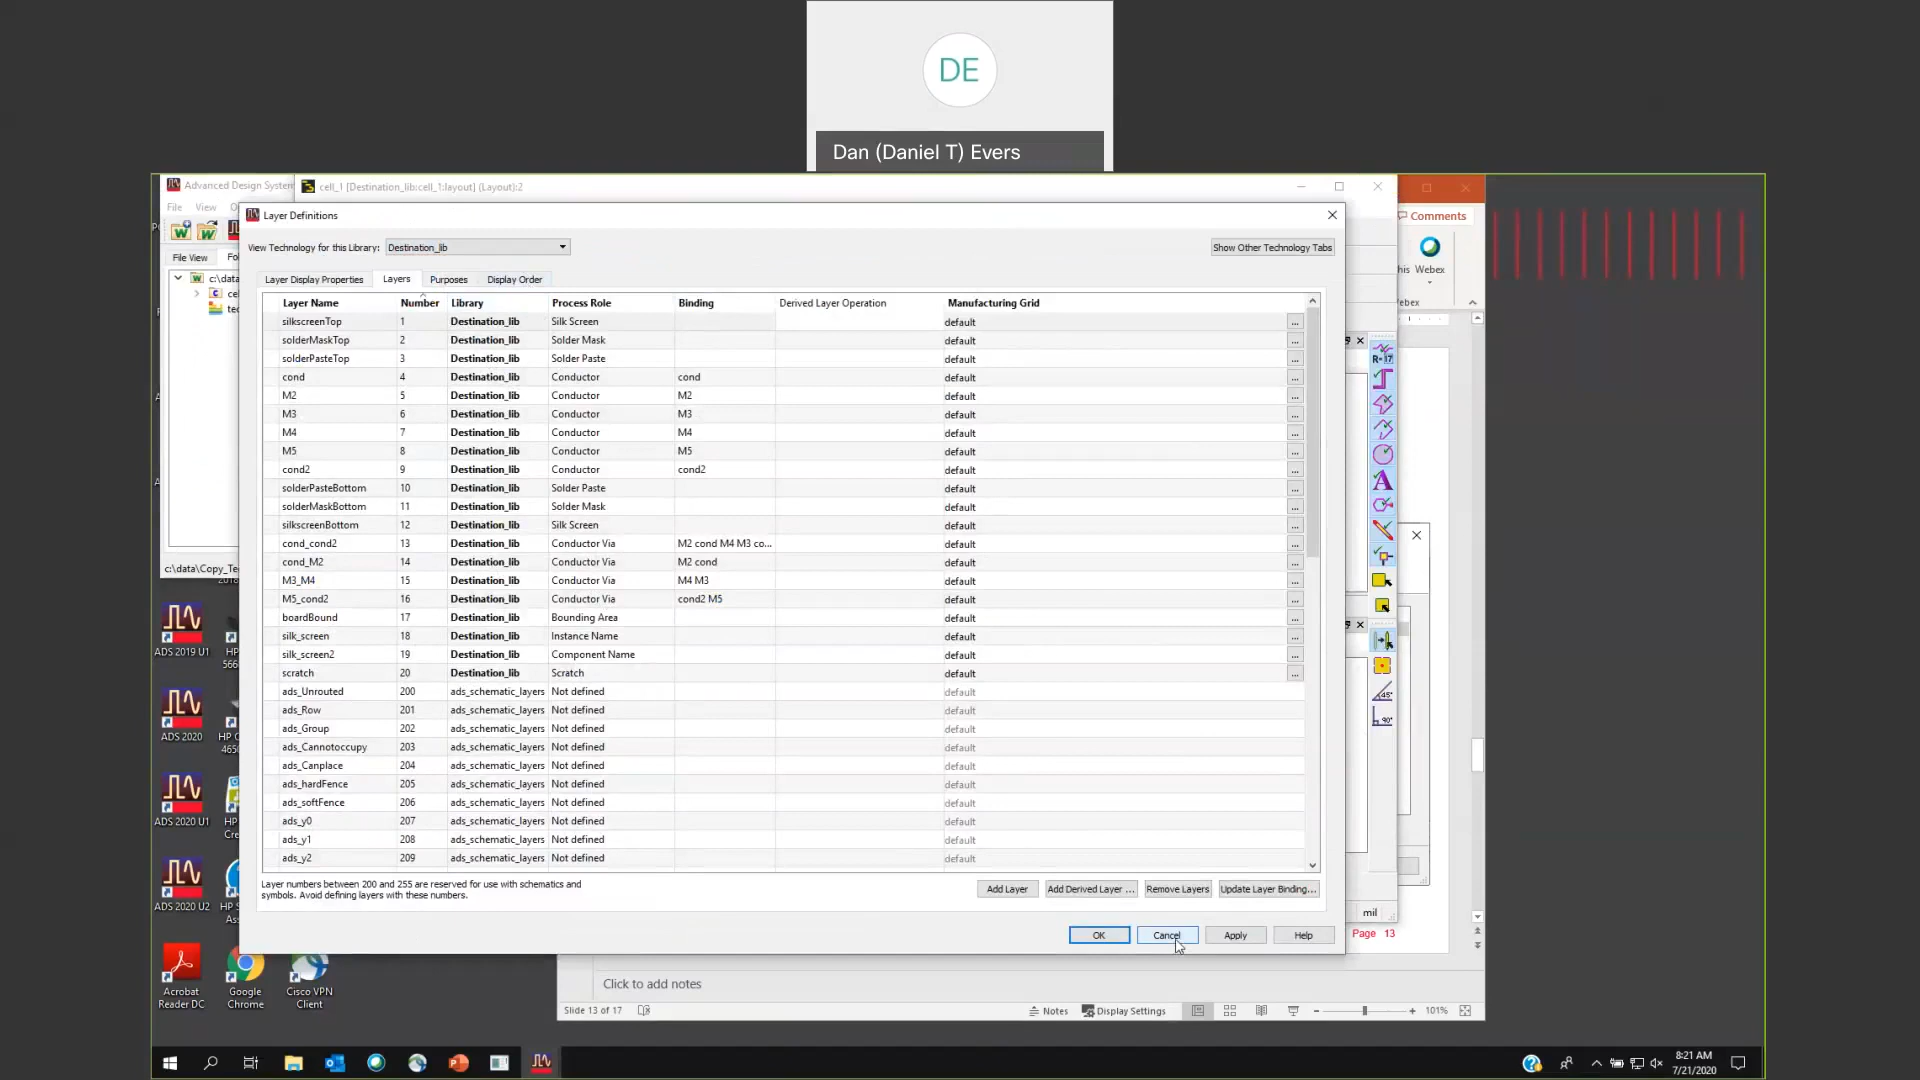 DE
Dan (Daniel T) Evers
Advanced Design System
cell_1 [Destination_lib:cell_1:layout] (Layout):2
File View
Comments
Layer Definitions
View Technology for this Library: Destination_lib
Show Other Technology Tabs
File View
Webex
Layer Display Properties Layers Purposes Display Order
c:\data
Layer Name Number Library Process Role Binding Derived Layer Operation Manufacturing Grid
silkscreenTop 1 Destination_lib Silk Screen default ...
solderMaskTop 2 Destination_lib Solder Mask default ...
solderPasteTop 3 Destination_lib Solder Paste default ...
cond 4 Destination_lib Conductor cond default ...
M2 5 Destination_lib Conductor M2 default ...
M3 6 Destination_lib Conductor M3 default ...
M4 7 Destination_lib Conductor M4 default ...
M5 8 Destination_lib Conductor M5 default ...
cond2 9 Destination_lib Conductor cond2 default ...
solderPasteBottom 10 Destination_lib Solder Paste default ...
solderMaskBottom 11 Destination_lib Solder Mask default ...
silkscreenBottom 12 Destination_lib Silk Screen default ...
cond_cond2 13 Destination_lib Conductor Via M2 cond M4 M3 co... default ...
cond_M2 14 Destination_lib Conductor Via M2 cond default ...
M3_M4 15 Destination_lib Conductor Via M4 M3 default ...
M5_cond2 16 Destination_lib Conductor Via cond2 M5 default ...
boardBound 17 Destination_lib Bounding Area default ...
silk_screen 18 Destination_lib Instance Name default ...
silk_screen2 19 Destination_lib Component Name default ...
scratch 20 Destination_lib Scratch default ...
ads_Unrouted 200 ads_schematic_layers Not defined default
ads_Row 201 ads_schematic_layers Not defined default
ads_Group 202 ads_schematic_layers Not defined default
ads_Cannotoccupy 203 ads_schematic_layers Not defined default
ads_Canplace 204 ads_schematic_layers Not defined default
ads_hardFence 205 ads_schematic_layers Not defined default
ads_softFence 206 ads_schematic_layers Not defined default
ads_y0 207 ads_schematic_layers Not defined default
ads_y1 208 ads_schematic_layers Not defined default
ads_y2 209 ads_schematic_layers Not defined default
Layer numbers between 200 and 255 are reserved for use with schematics and
symbols. Avoid defining layers with these numbers.
Add Layer Add Derived Layer ... Remove Layers Update Layer Binding...
OK Cancel Apply Help
c:\data\Copy_Te
ADS 2019 U1
ADS 2020
ADS 2020 U1
ADS 2020 U2
Acrobat
Reader DC
Google
Chrome
Cisco VPN
Client
R=17
A
45°
90°
mil
Page 13
Click to add notes
Slide 13 of 17 Notes Display Settings 101%
8:21 AM
7/21/2020